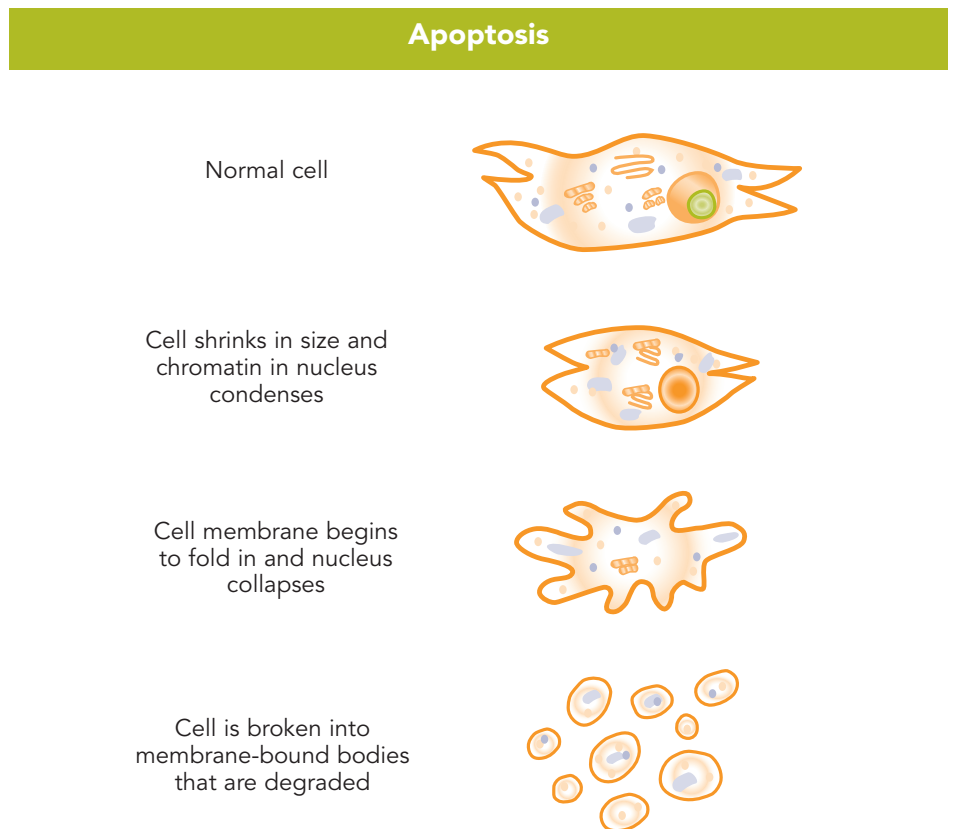 Apoptosis
Normal cell
Cell shrinks in size and
chromatin in nucleus
condenses
Cell membrane begins
to fold in and nucleus
collapses
Cell is broken into
membrane-bound bodies
that are degraded